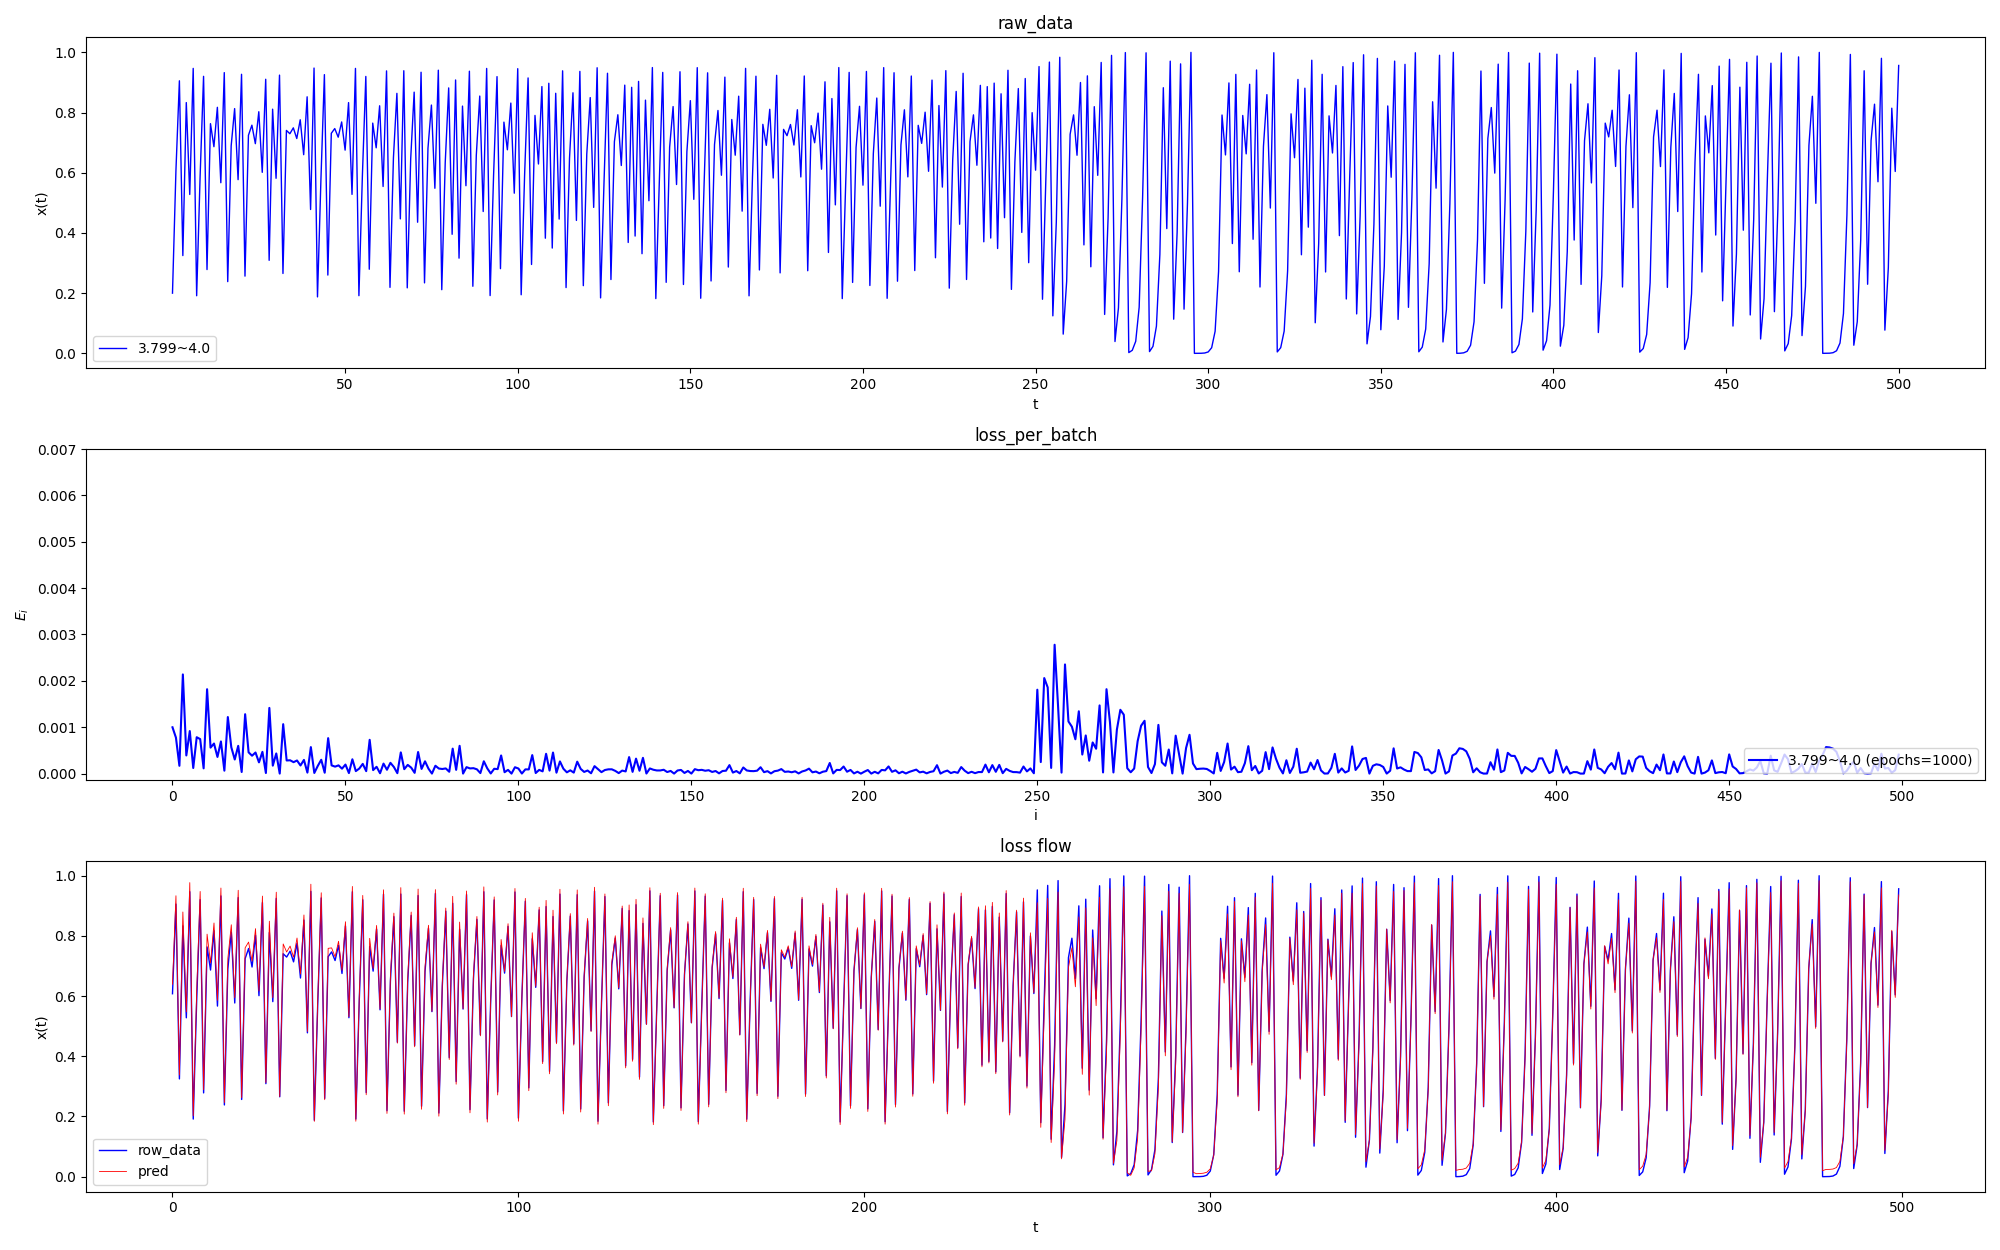 raw_data
1.0
0.8
0.6
0.4
0.2
0.0
x(t)
3.799~4.0
50 100 150 200 250 300 350 400 450 500
t
loss_per_batch
0.007
0.006
0.005
0.004
0.003
0.002
0.001
0.000
E_i
3.799~4.0 (epochs=1000)
0 50 100 150 200 250 300 350 400 450 500
i
loss flow
1.0
0.8
0.6
0.4
0.2
0.0
x(t)
row_data
pred
0 100 200 300 400 500
t